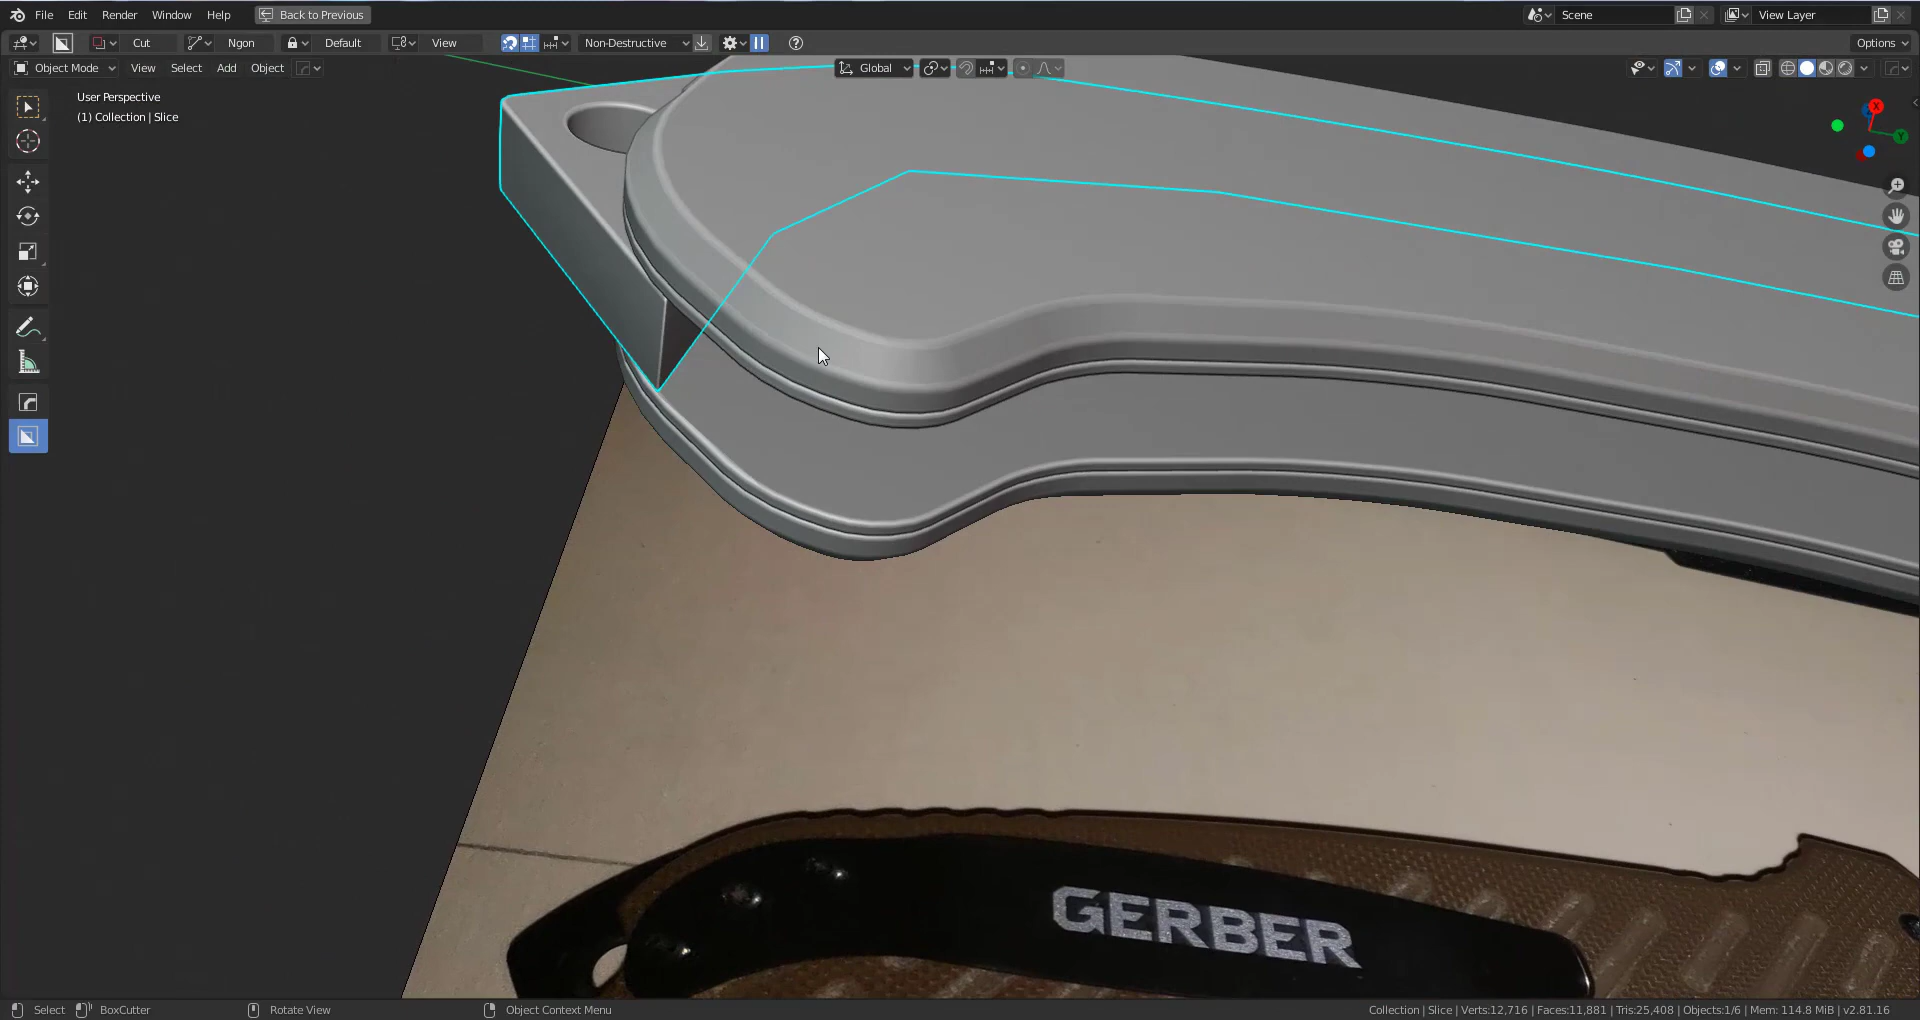 File Edit Render Window Help Back to Previous Scene View Layer
Cut Ngon Default View Non-Destructive Options
Object Mode View Select Add Object Global
User Perspective
(1) Collection | Slice
X
Y
GERBER
Select BoxCutter Rotate View Object Context Menu Collection | Slice | Verts:12,716 | Faces:11,881 | Tris:25,408 | Objects:1/6 | Mem: 114.8 MiB | v2.81.16